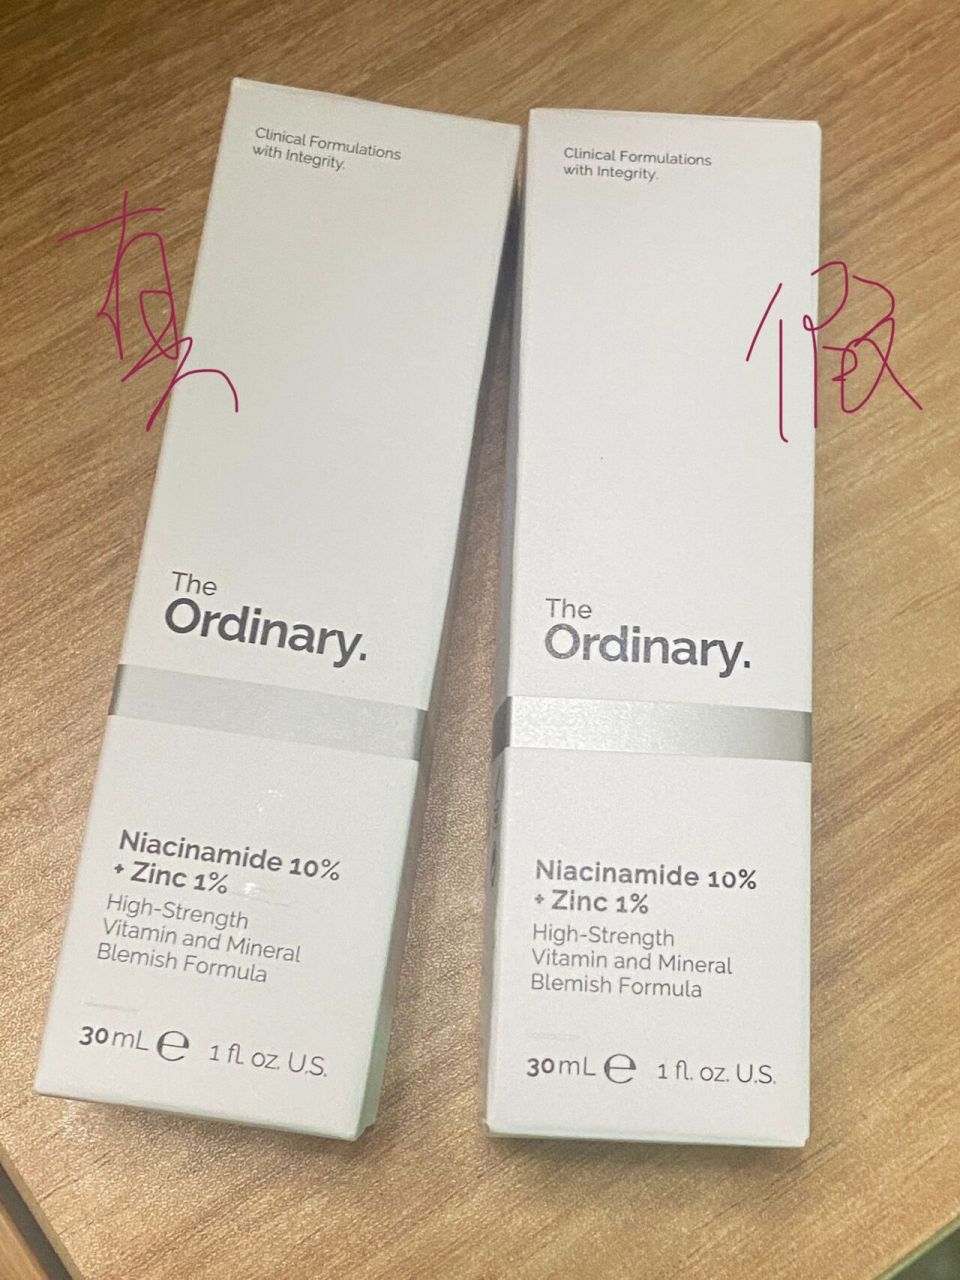 Clinical Formulations
with Integrity.
真
The
Ordinary.
Niacinamide 10%
+ Zinc 1%
High-Strength
Vitamin and Mineral
Blemish Formula
30mL e 1 fl oz. U.S.
Clinical Formulations
with Integrity.
假
The
Ordinary.
Niacinamide 10%
+ Zinc 1%
High-Strength
Vitamin and Mineral
Blemish Formula
30mL e 1 fl. oz. U.S.